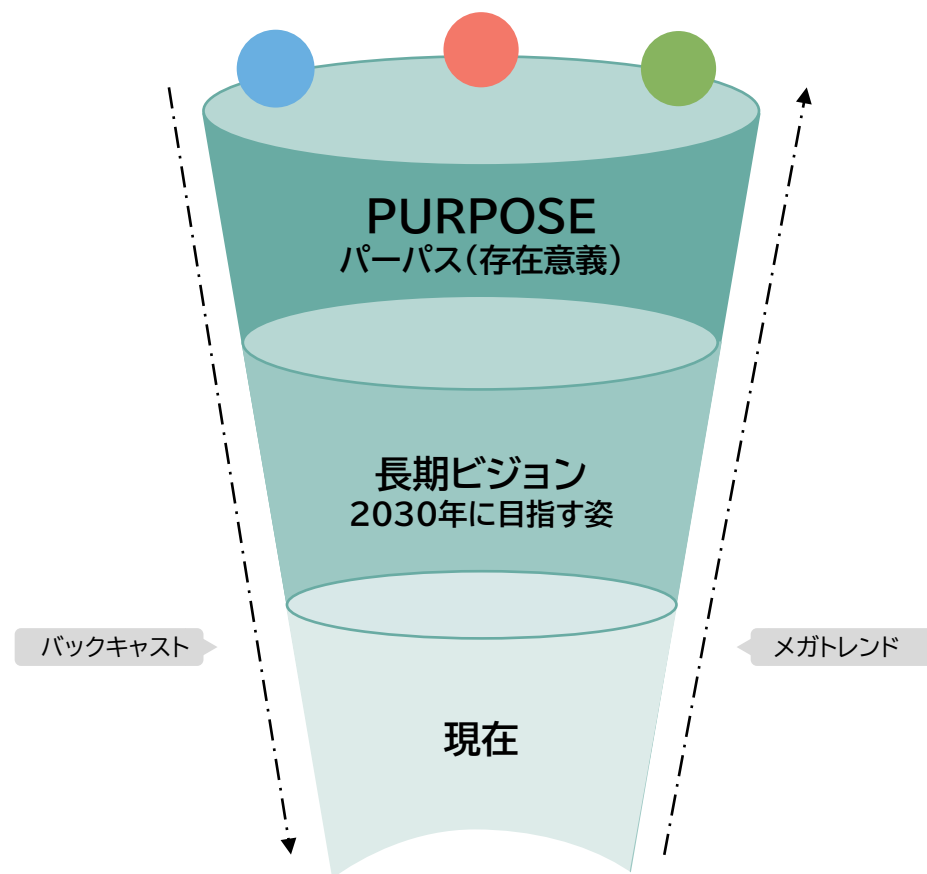 PURPOSE
パーパス（存在意義）
長期ビジョン
2030年に目指す姿
バックキャスト
メガトレンド
現在